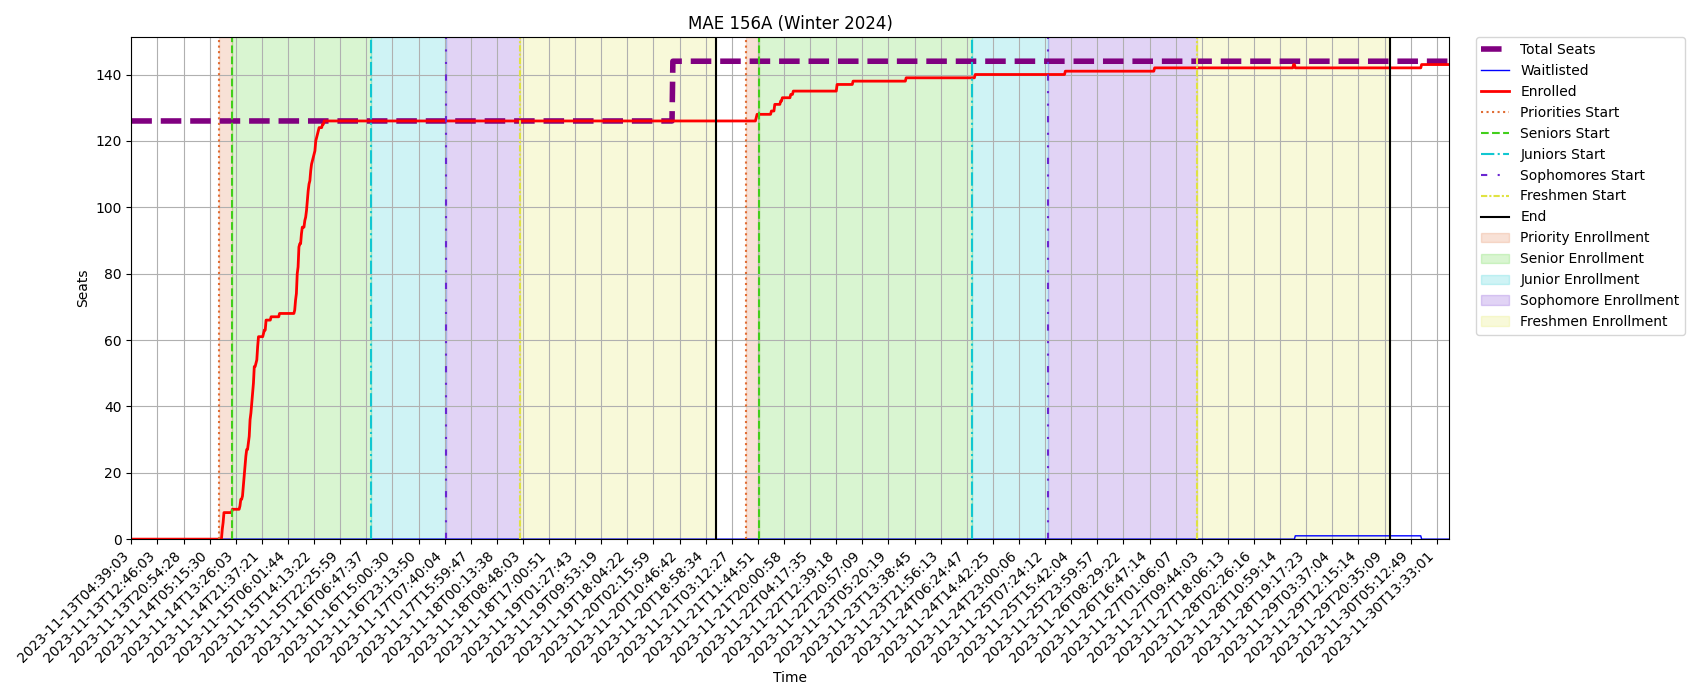 MAE 156A (Winter 2024)
Seats
140
120
100
80
60
40
20
0
2023-11-13T04:39:03
2023-11-13T12:46:03
2023-11-13T20:54:28
2023-11-14T05:15:30
2023-11-14T13:26:03
2023-11-14T21:37:21
2023-11-15T06:01:44
2023-11-15T14:13:22
2023-11-15T22:25:59
2023-11-16T06:47:37
2023-11-16T15:00:30
2023-11-16T23:13:50
2023-11-17T07:40:04
2023-11-17T15:59:47
2023-11-18T00:13:38
2023-11-18T08:48:03
2023-11-18T17:00:51
2023-11-19T01:27:43
2023-11-19T09:53:19
2023-11-19T18:04:22
2023-11-20T02:15:59
2023-11-20T10:46:42
2023-11-20T18:58:34
2023-11-21T03:12:27
2023-11-21T11:44:51
2023-11-21T20:00:58
2023-11-22T04:17:35
2023-11-22T12:39:18
2023-11-22T20:57:09
2023-11-23T05:20:19
2023-11-23T13:38:45
2023-11-23T21:56:13
2023-11-24T06:24:47
2023-11-24T14:42:25
2023-11-24T23:00:06
2023-11-25T07:24:12
2023-11-25T15:42:04
2023-11-25T23:59:57
2023-11-26T08:29:22
2023-11-26T16:47:14
2023-11-27T01:06:07
2023-11-27T09:44:03
2023-11-27T18:06:13
2023-11-28T02:26:16
2023-11-28T10:59:14
2023-11-28T19:17:23
2023-11-29T03:37:04
2023-11-29T12:15:14
2023-11-29T20:35:09
2023-11-30T05:12:49
2023-11-30T13:33:01
Time
Total Seats
Waitlisted
Enrolled
Priorities Start
Seniors Start
Juniors Start
Sophomores Start
Freshmen Start
End
Priority Enrollment
Senior Enrollment
Junior Enrollment
Sophomore Enrollment
Freshmen Enrollment